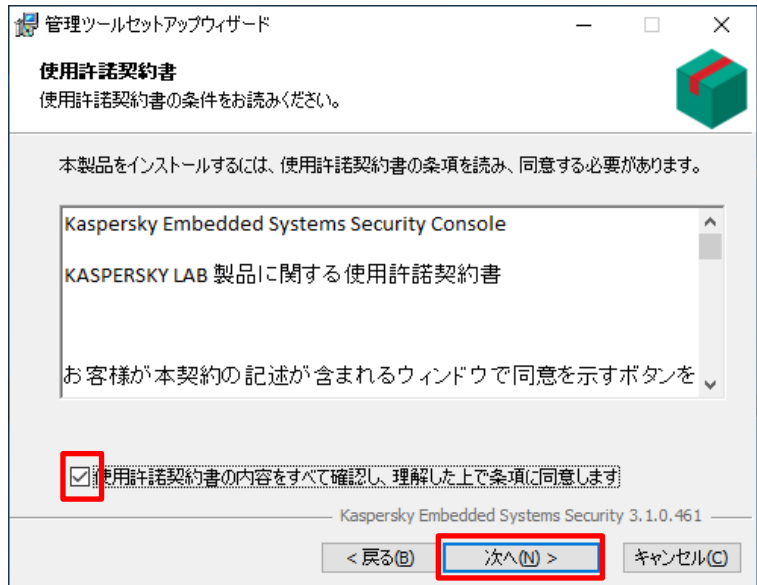 管理ツールセットアップウィザード
使用許諾契約書
使用許諾契約書の条件をお読みください。
本製品をインストールするには、使用許諾契約書の条項を読み、同意する必要があります。
Kaspersky Embedded Systems Security Console
KASPERSKY LAB 製品に関する使用許諾契約書
お客様が本契約の記述が含まれるウィンドウで同意を示すボタンを
使用許諾契約書の内容をすべて確認し、理解した上で条項に同意します
Kaspersky Embedded Systems Security 3.1.0.461
< 戻る(B) 次へ(N) > キャンセル(C)